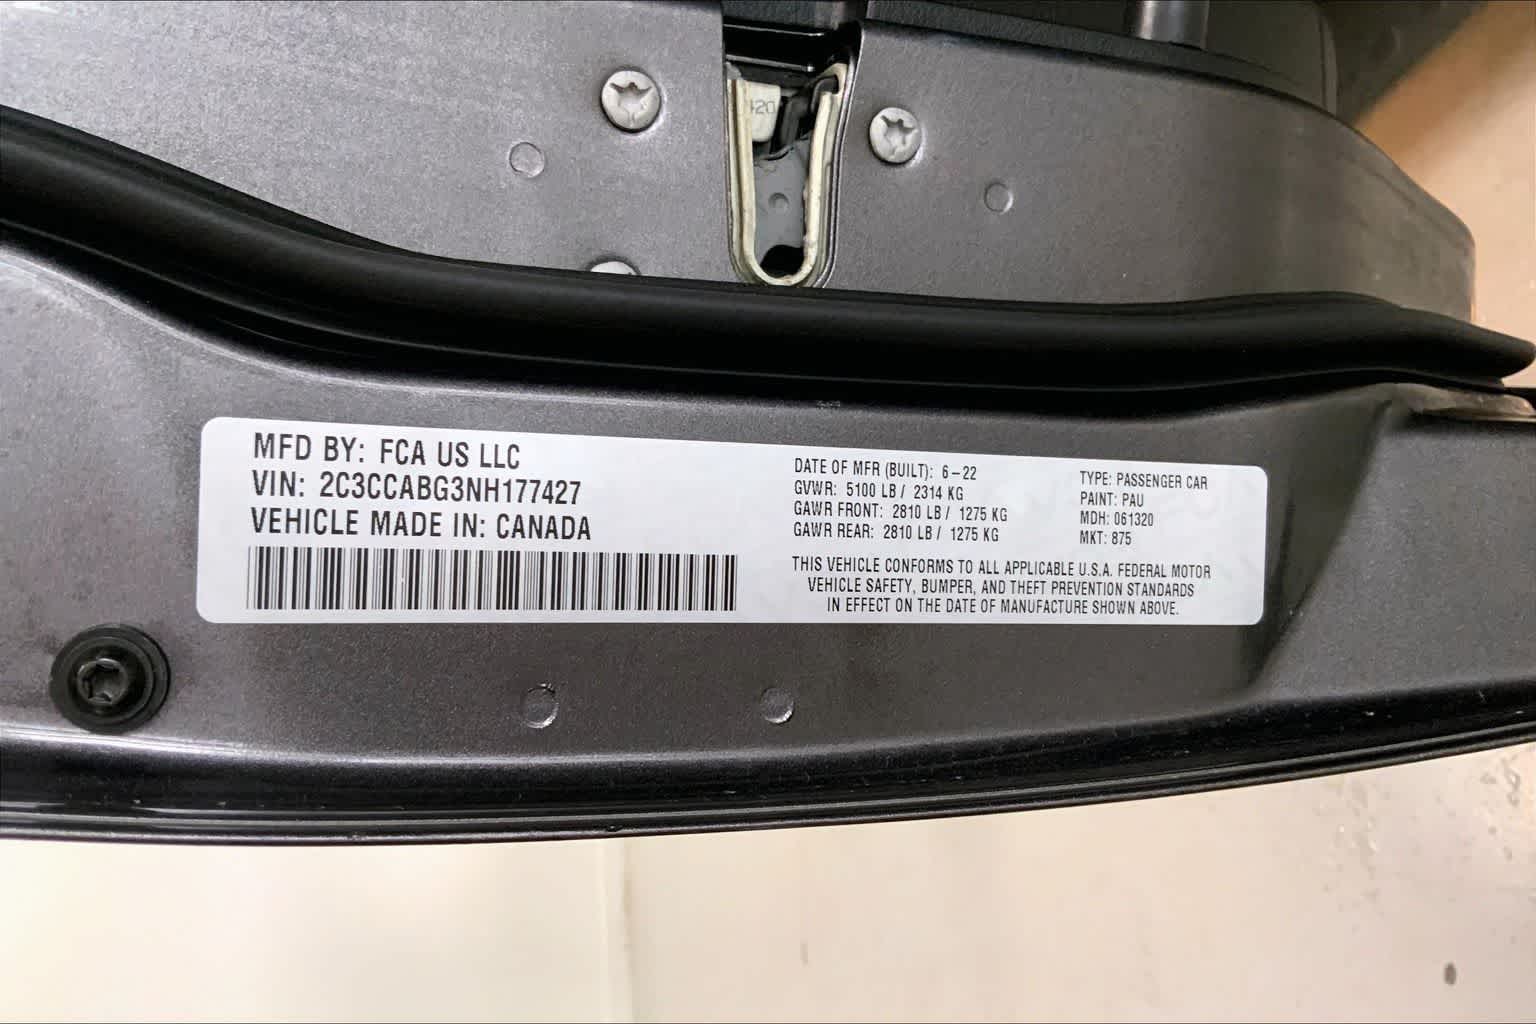 420
MFD BY: FCA US LLC
VIN: 2C3CCABG3NH177427
VEHICLE MADE IN: CANADA
DATE OF MFR (BUILT): 6-22
GVWR: 5100 LB / 2314 KG
GAWR FRONT: 2810 LB / 1275 KG
GAWR REAR: 2810 LB / 1275 KG
TYPE: PASSENGER CAR
PAINT: PAU
MDH: 061320
MKT: 875
THIS VEHICLE CONFORMS TO ALL APPLICABLE U.S.A. FEDERAL MOTOR
VEHICLE SAFETY, BUMPER, AND THEFT PREVENTION STANDARDS
IN EFFECT ON THE DATE OF MANUFACTURE SHOWN ABOVE.